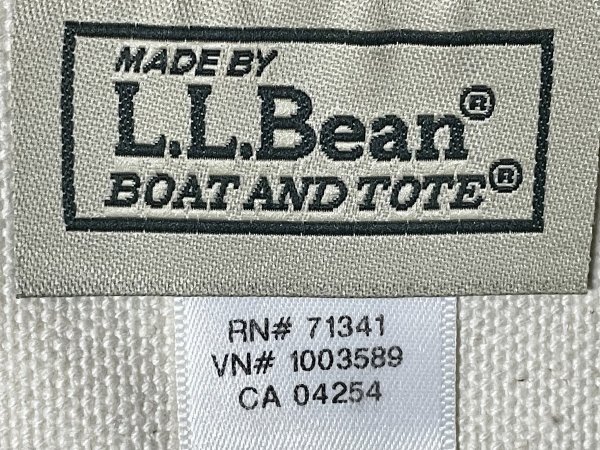 MADE BY
L.L.Bean®
BOAT AND TOTE®
RN# 71341
VN# 1003589
CA 04254